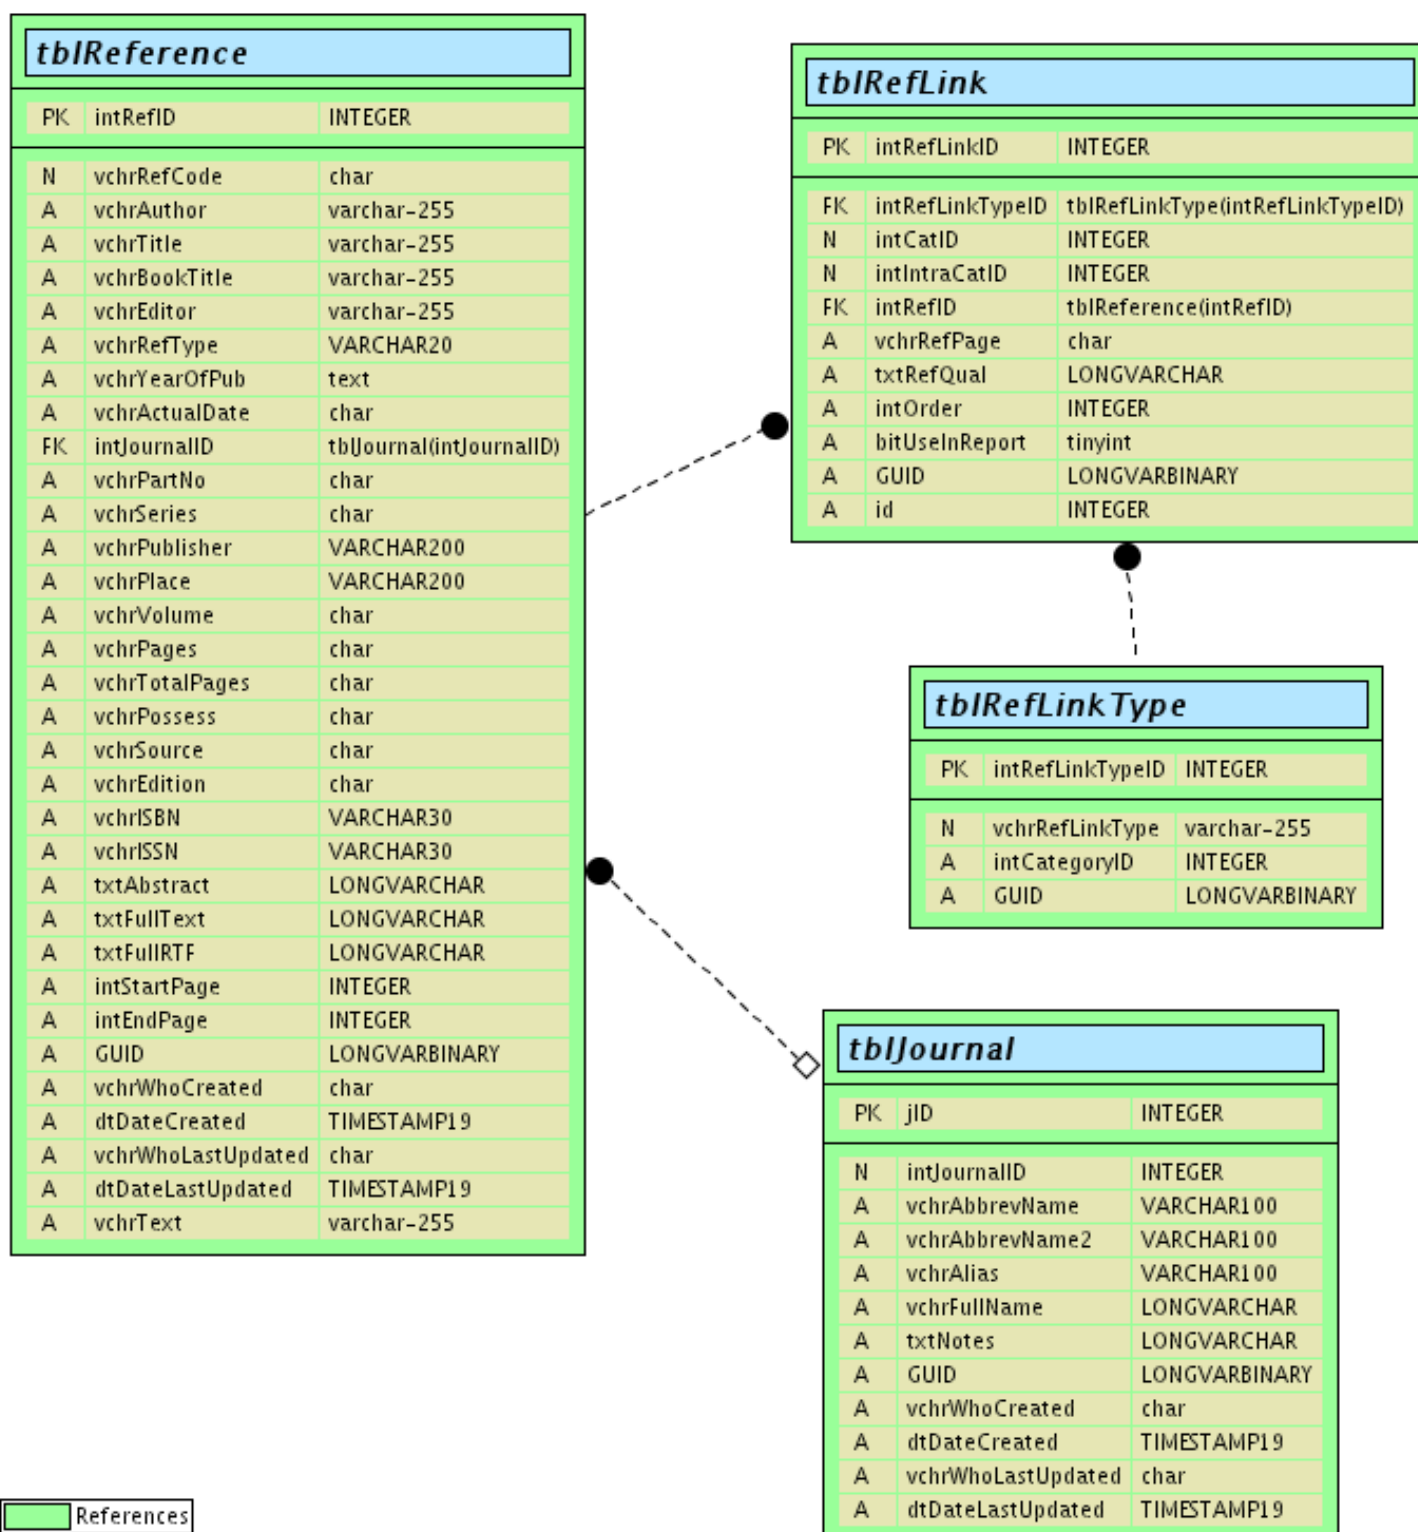 tblReference
PK intRefID INTEGER
N vchrRefCode char
A vchrAuthor varchar-255
A vchrTitle varchar-255
A vchrBookTitle varchar-255
A vchrEditor varchar-255
A vchrRefType VARCHAR20
A vchrYearOfPub text
A vchrActualDate char
FK intJournalID tblJournal(intJournalID)
A vchrPartNo char
A vchrSeries char
A vchrPublisher VARCHAR200
A vchrPlace VARCHAR200
A vchrVolume char
A vchrPages char
A vchrTotalPages char
A vchrPossess char
A vchrSource char
A vchrEdition char
A vchrISBN VARCHAR30
A vchrISSN VARCHAR30
A txtAbstract LONGVARCHAR
A txtFullText LONGVARCHAR
A txtFullRTF LONGVARCHAR
A intStartPage INTEGER
A intEndPage INTEGER
A GUID LONGVARBINARY
A vchrWhoCreated char
A dtDateCreated TIMESTAMP19
A vchrWhoLastUpdated char
A dtDateLastUpdated TIMESTAMP19
A vchrText varchar-255
tblRefLink
PK intRefLinkID INTEGER
FK intRefLinkTypeID tblRefLinkType(intRefLinkTypeID)
N intCatID INTEGER
N intIntraCatID INTEGER
FK intRefID tblReference(intRefID)
A vchrRefPage char
A txtRefQual LONGVARCHAR
A intOrder INTEGER
A bitUseInReport tinyint
A GUID LONGVARBINARY
A id INTEGER
tblRefLinkType
PK intRefLinkTypeID INTEGER
N vchrRefLinkType varchar-255
A intCategoryID INTEGER
A GUID LONGVARBINARY
tblJournal
PK jID INTEGER
N intJournalID INTEGER
A vchrAbbrevName VARCHAR100
A vchrAbbrevName2 VARCHAR100
A vchrAlias VARCHAR100
A vchrFullName LONGVARCHAR
A txtNotes LONGVARCHAR
A GUID LONGVARBINARY
A vchrWhoCreated char
A dtDateCreated TIMESTAMP19
A vchrWhoLastUpdated char
A dtDateLastUpdated TIMESTAMP19
References